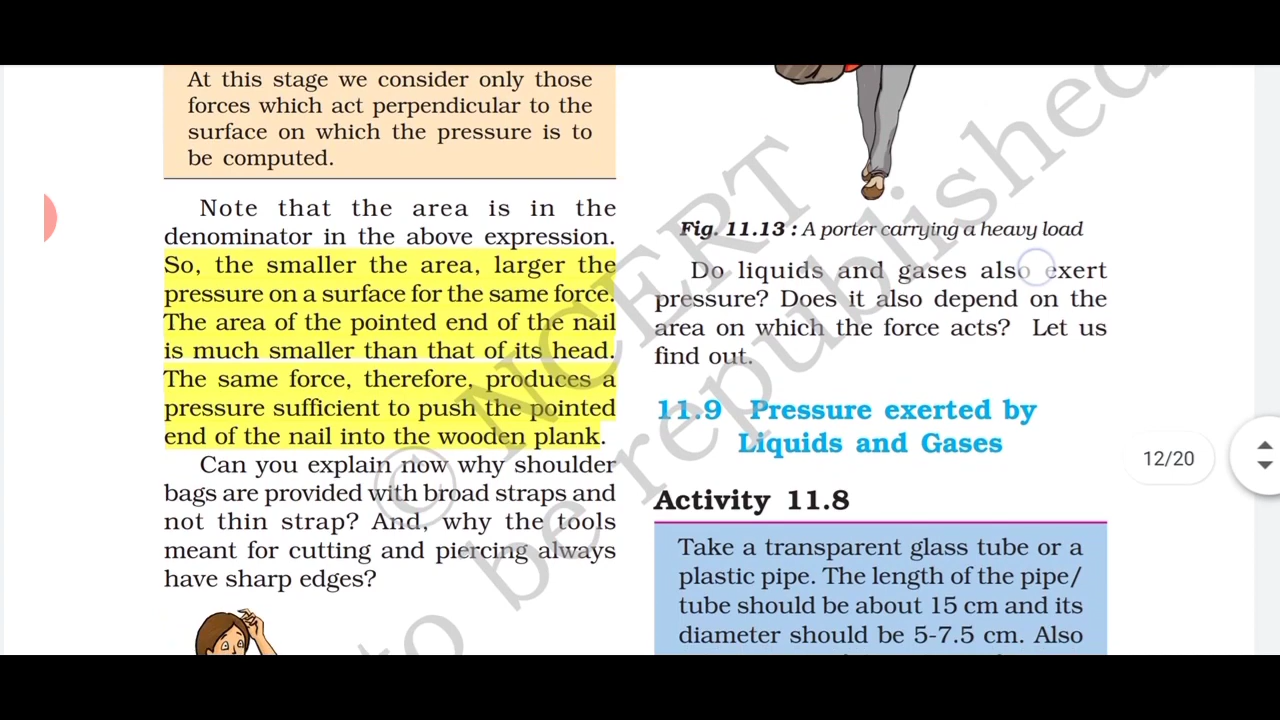 At this stage we consider only those
forces which act perpendicular to the
surface on which the pressure is to
be computed.
Note that the area is in the
denominator in the above expression.
So, the smaller the area, larger the
pressure on a surface for the same force.
The area of the pointed end of the nail
is much smaller than that of its head.
The same force, therefore, produces a
pressure sufficient to push the pointed
end of the nail into the wooden plank.
Can you explain now why shoulder
bags are provided with broad straps and
not thin strap? And, why the tools
meant for cutting and piercing always
have sharp edges?
Fig. 11.13 : A porter carrying a heavy load
Do liquids and gases also exert
pressure? Does it also depend on the
area on which the force acts? Let us
find out.
11.9 Pressure exerted by
Liquids and Gases
Activity 11.8
Take a transparent glass tube or a
plastic pipe. The length of the pipe/
tube should be about 15 cm and its
diameter should be 5-7.5 cm. Also
12/20
© NCERT
to be republished